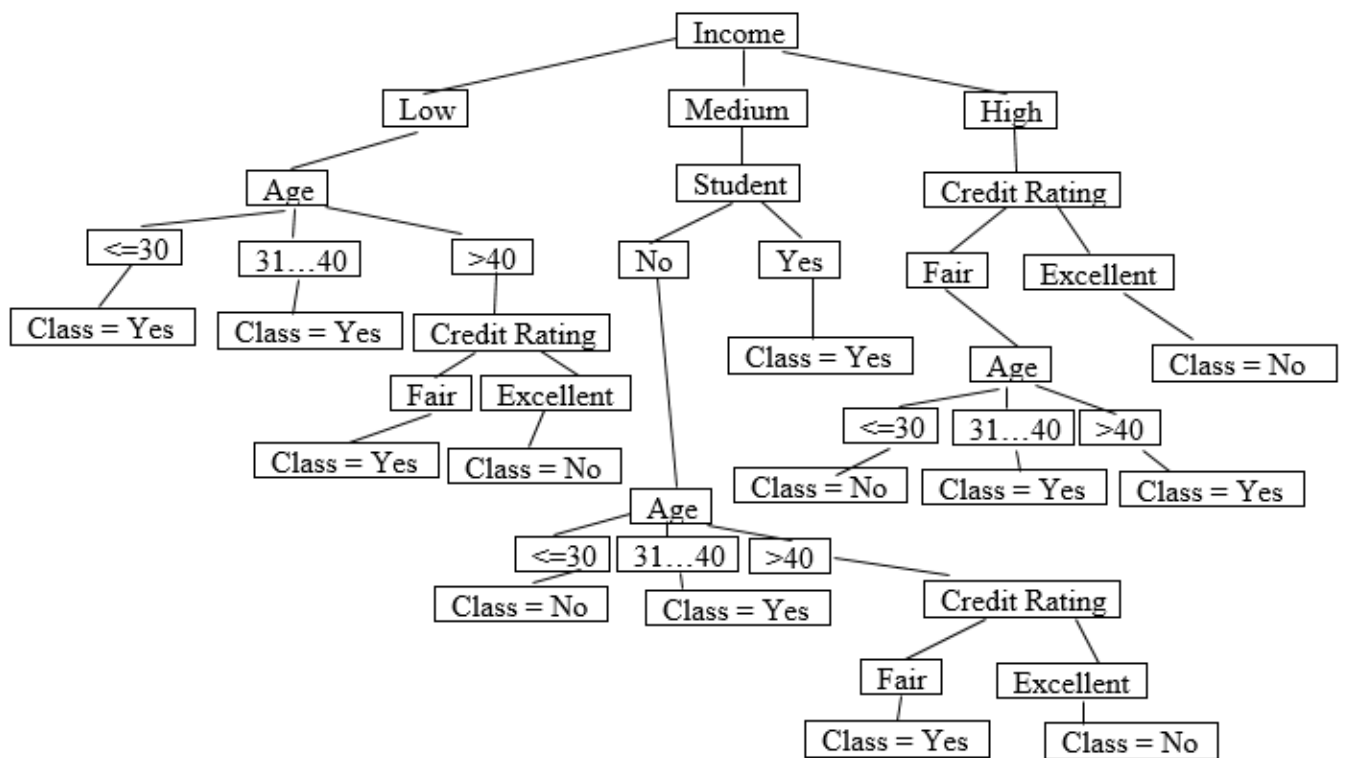 Income
Low
Medium
High
Age
Student
Credit Rating
<=30
31...40
>40
No
Yes
Fair
Excellent
Class = Yes
Class = Yes
Credit Rating
Class = Yes
Age
Class = No
Fair
Excellent
<=30
31...40
>40
Class = Yes
Class = No
Class = No
Class = Yes
Class = Yes
Age
<=30
31...40
>40
Class = No
Class = Yes
Credit Rating
Fair
Excellent
Class = Yes
Class = No